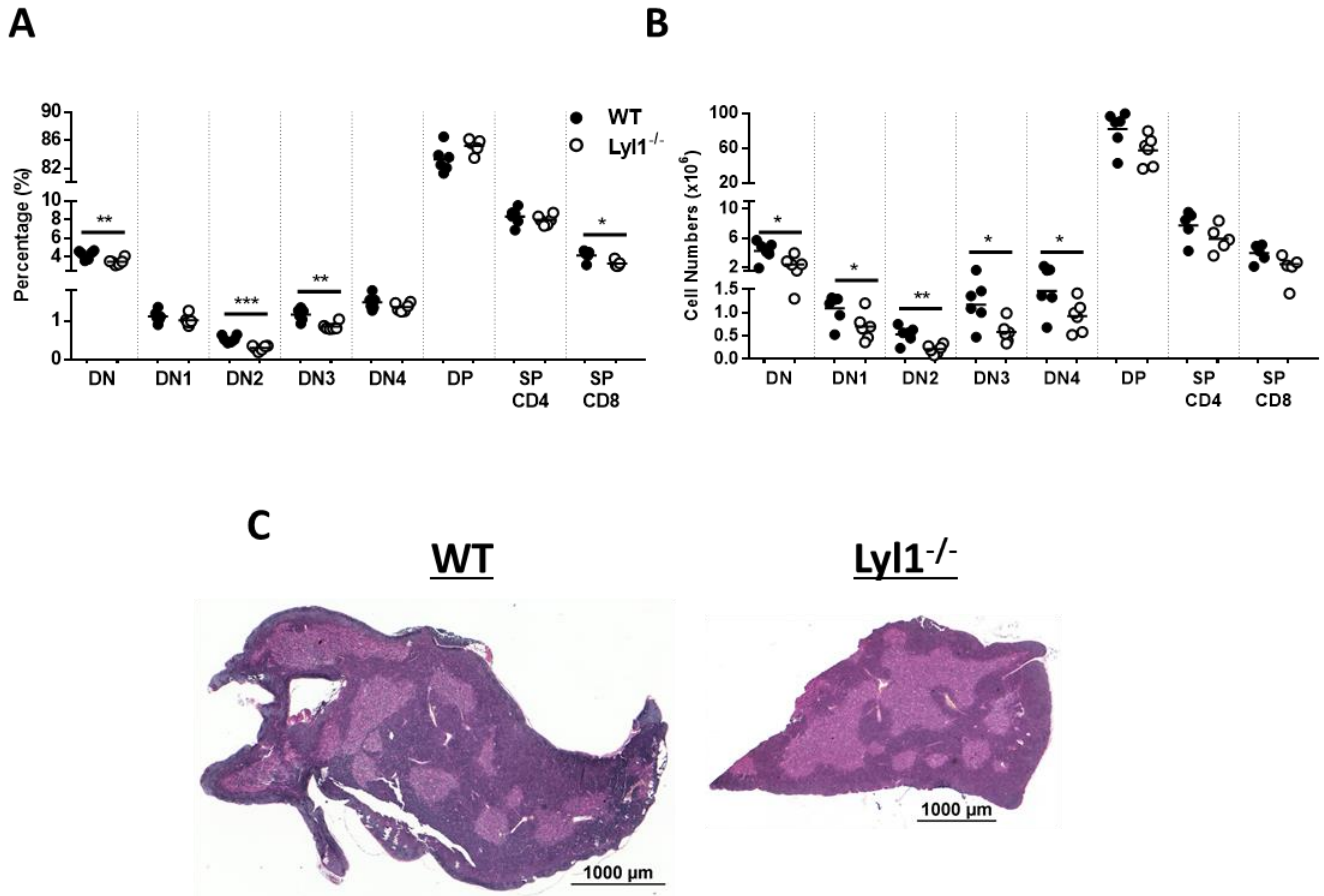 A
B
Percentage (%)
90
86
82
10
8
6
4
1
0
WT
Lyl1-/-
**
***
**
*
DN
DN1
DN2
DN3
DN4
DP
SP
CD4
SP
CD8
Cell Numbers (x10⁶)
100
60
20
10
6
2
1.5
1.0
0.5
0.0
*
*
**
*
*
DN
DN1
DN2
DN3
DN4
DP
SP
CD4
SP
CD8
C
WT
Lyl1-/-
1000 µm
1000 µm